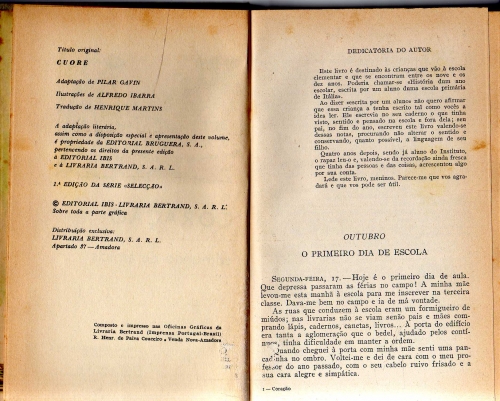 Título original:
CUORE
Adaptação de PILAR GAVIN
Ilustrações de ALFREDO IBARRA
Tradução de HENRIQUE MARTINS
A adaptação literária,
assim como a disposição especial e apresentação deste volume,
é propriedade da EDITORIAL BRUGUERA, S. A.,
pertencendo os direitos da presente edição
à EDITORIAL IBIS
e à LIVRARIA BERTRAND, S. A. R. L.
1.ª EDIÇÃO DA SÉRIE «SELECÇÃO»
© EDITORIAL IBIS - LIVRARIA BERTRAND, S. A. R. L.
Sobre toda a parte gráfica
Distribuição exclusiva:
LIVRARIA BERTRAND, S. A. R. L.
Apartado 37 — Amadora
Composto e impresso nas Oficinas Gráficas da
Livraria Bertrand (Imprensa Portugal-Brasil)
R. Henr. de Paiva Couceiro — Venda Nova-Amadora
DEDICATÓRIA DO AUTOR
Este livro é destinado às crianças que vão à escola
elementar e que se encontrem entre os nove e os
dez anos. Poderia chamar-se «História dum ano
escolar, escrita por um aluno duma escola primária
de Itália».
Ao dizer escrita por um aluno não quero afirmar
que essa criança a tenha escrito tal como vocês a
idea ler. Ela escrevia no seu caderno o que tinha
visto, sentido e pensado na escola e fora dela; seu
pai, no fim do ano, escreveu este livro valendo-se
dessas notas, procurando não alterar o sentido e
conservando, quanto possível, a linguagem de seu
filho.
Quatro anos depois, sendo já aluno do Instituto,
o rapaz leu-o e, valendo-se da recordação ainda fresca
que tinha das pessoas e das coisas, acrescentou algo
por sua conta.
Lede este livro, meninos. Parece-me que vos agra-
dará e que vos pode ser útil.
OUTUBRO
O PRIMEIRO DIA DE ESCOLA
SEGUNDA-FEIRA, 17. — Hoje é o primeiro dia de aula.
Que depressa passaram as férias no campo! A minha mãe
levou-me esta manhã à escola para me inscrever na terceira
classe. Dava-me bem no campo e ia de má vontade.
As ruas que conduzem à escola eram um formigueiro de
miúdos; nas livrarias não se viam senão pais e mães com-
prando lápis, cadernos, canetas, livros... À porta do edifício
era tanta a aglomeração que o bedel, ajudado pelos contí-
nuos, tinha dificuldade em manter a ordem.
Quando cheguei à porta com minha mãe senti uma pan-
cadinha no ombro. Voltei-me e dei de cara com o meu pro-
fessor do ano passado, com o seu cabelo ruivo frisado e a
sua cara alegre e simpática.
1 — Coração